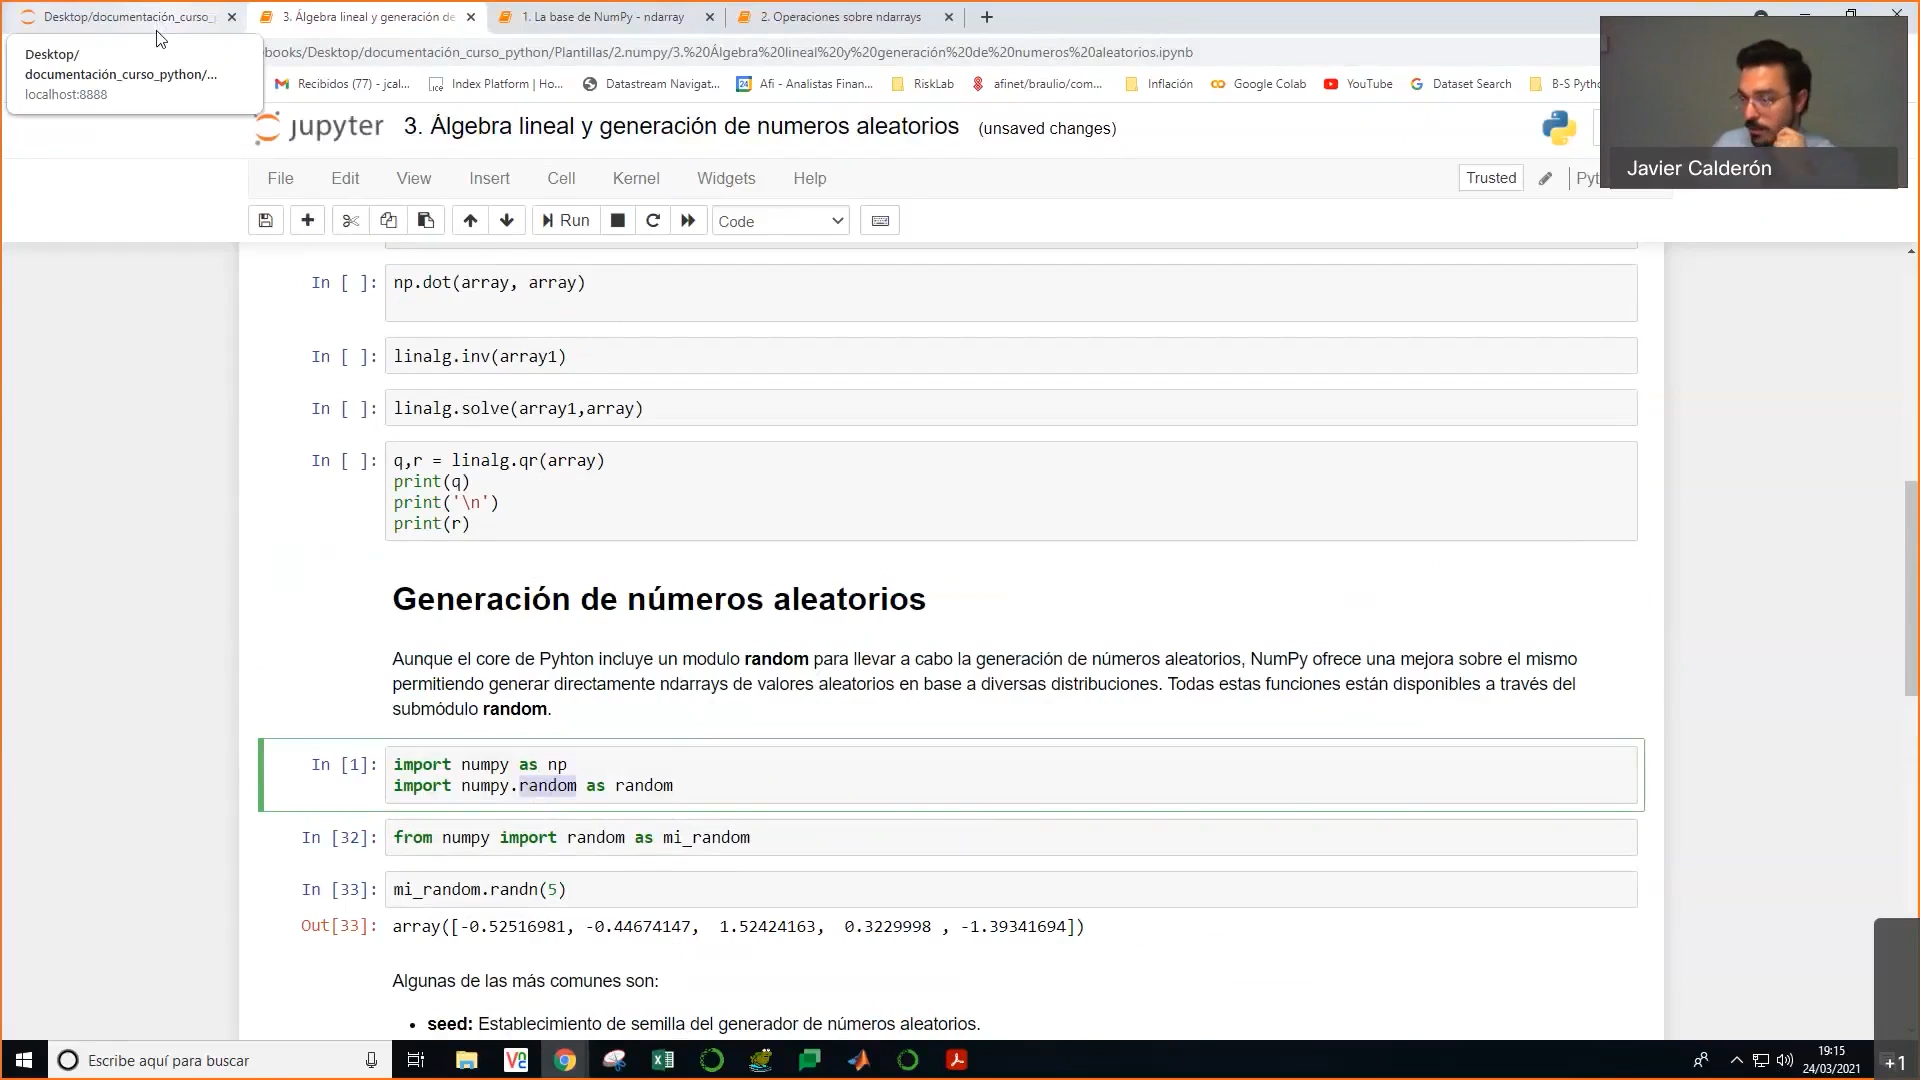 Desktop/documentación_curso_
3. Álgebra lineal y generación de
1. La base de NumPy - ndarray
2. Operaciones sobre ndarrays
Desktop/
documentación_curso_python/...
localhost:8888
books/Desktop/documentación_curso_python/Plantillas/2.numpy/3.%20Álgebra%20lineal%20y%20generación%20de%20numeros%20aleatorios.ipynb
Recibidos (77) - jcal...
Index Platform | Ho...
Datastream Navigat...
Afi - Analistas Finan...
RiskLab
afinet/braulio/com...
Inflación
Google Colab
YouTube
Dataset Search
B-S Pytho
jupyter 3. Álgebra lineal y generación de numeros aleatorios (unsaved changes)
Javier Calderón
File Edit View Insert Cell Kernel Widgets Help
Trusted
Pyt
Run
Code
In [ ]: np.dot(array, array)
In [ ]: linalg.inv(array1)
In [ ]: linalg.solve(array1,array)
In [ ]: q,r = linalg.qr(array)
print(q)
print('\n')
print(r)
Generación de números aleatorios
Aunque el core de Pyhton incluye un modulo random para llevar a cabo la generación de números aleatorios, NumPy ofrece una mejora sobre el mismo
permitiendo generar directamente ndarrays de valores aleatorios en base a diversas distribuciones. Todas estas funciones están disponibles a través del
submódulo random.
In [1]: import numpy as np
import numpy.random as random
In [32]: from numpy import random as mi_random
In [33]: mi_random.randn(5)
Out[33]: array([-0.52516981, -0.44674147,  1.52424163,  0.3229998 , -1.39341694])
Algunas de las más comunes son:
• seed: Establecimiento de semilla del generador de números aleatorios.
Escribe aquí para buscar
19:15
24/03/2021
+1